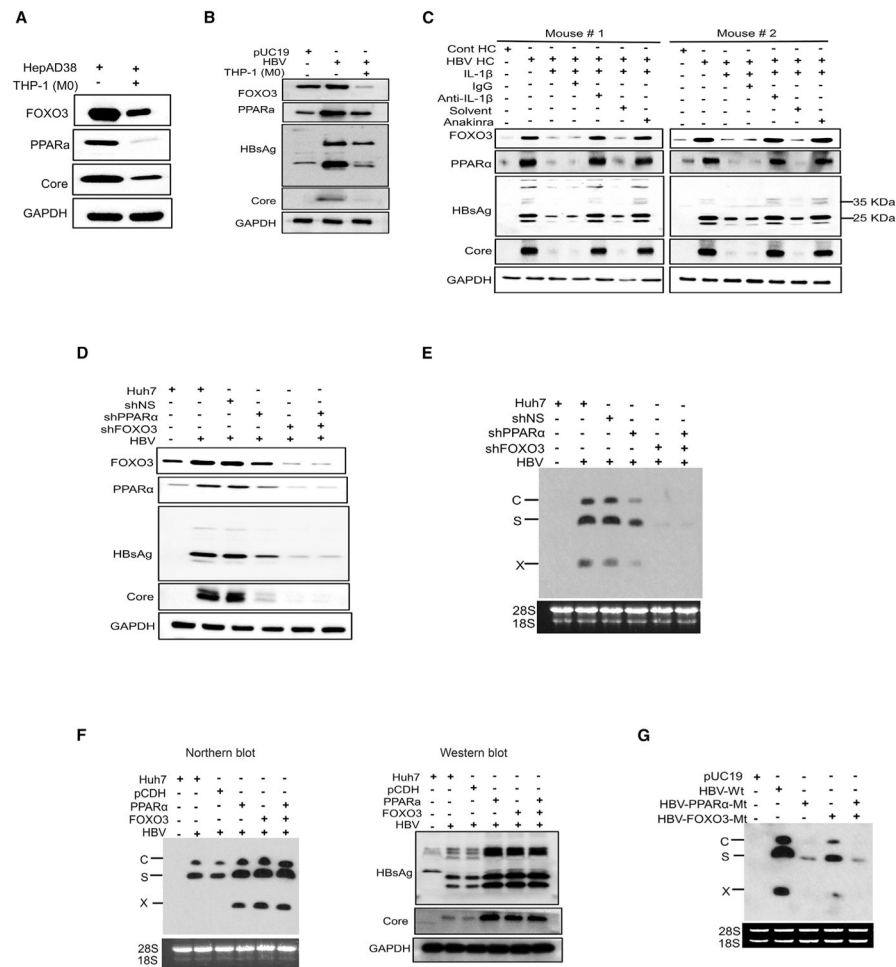 A
HepAD38 + +
THP-1 (M0) - +
FOXO3
PPARa
Core
GAPDH
B
pUC19 + - -
HBV - + +
THP-1 (M0) - - +
FOXO3
PPARa
HBsAg
Core
GAPDH
C
Mouse # 1 Mouse # 2
Cont HC + - - - - - - + - - - - - -
HBV HC - + + + + + + - + + + + + +
IL-1β - - + + + + + - - + + + + +
IgG - - - + - - - - - - + - - -
Anti-IL-1β - - - - + - - - - - - + - -
Solvent - - - - - + - - - - - - + -
Anakinra - - - - - - + - - - - - - +
FOXO3
PPARα
HBsAg
35 KDa
25 KDa
Core
GAPDH
D
Huh7 + + - - - -
shNS - - + - - -
shPPARα - - - + - +
shFOXO3 - - - - + +
HBV - + + + + +
FOXO3
PPARα
HBsAg
Core
GAPDH
E
Huh7 + + - - - -
shNS - - + - - -
shPPARα - - - + - +
shFOXO3 - - - - + +
HBV - + + + + +
C
S
X
28S
18S
F
Northern blot
Huh7 + + - - - -
pCDH - - + - - -
PPARα - - - + - +
FOXO3 - - - - + +
HBV - + + + + +
C
S
X
28S
18S
Western blot
Huh7 + + - - - -
pCDH - - + - - -
PPARa - - - + - +
FOXO3 - - - - + +
HBV - + + + + +
HBsAg
Core
GAPDH
G
pUC19 + - - - -
HBV-Wt - + - - -
HBV-PPARα-Mt - - + - +
HBV-FOXO3-Mt - - - + +
C
S
X
28S
18S